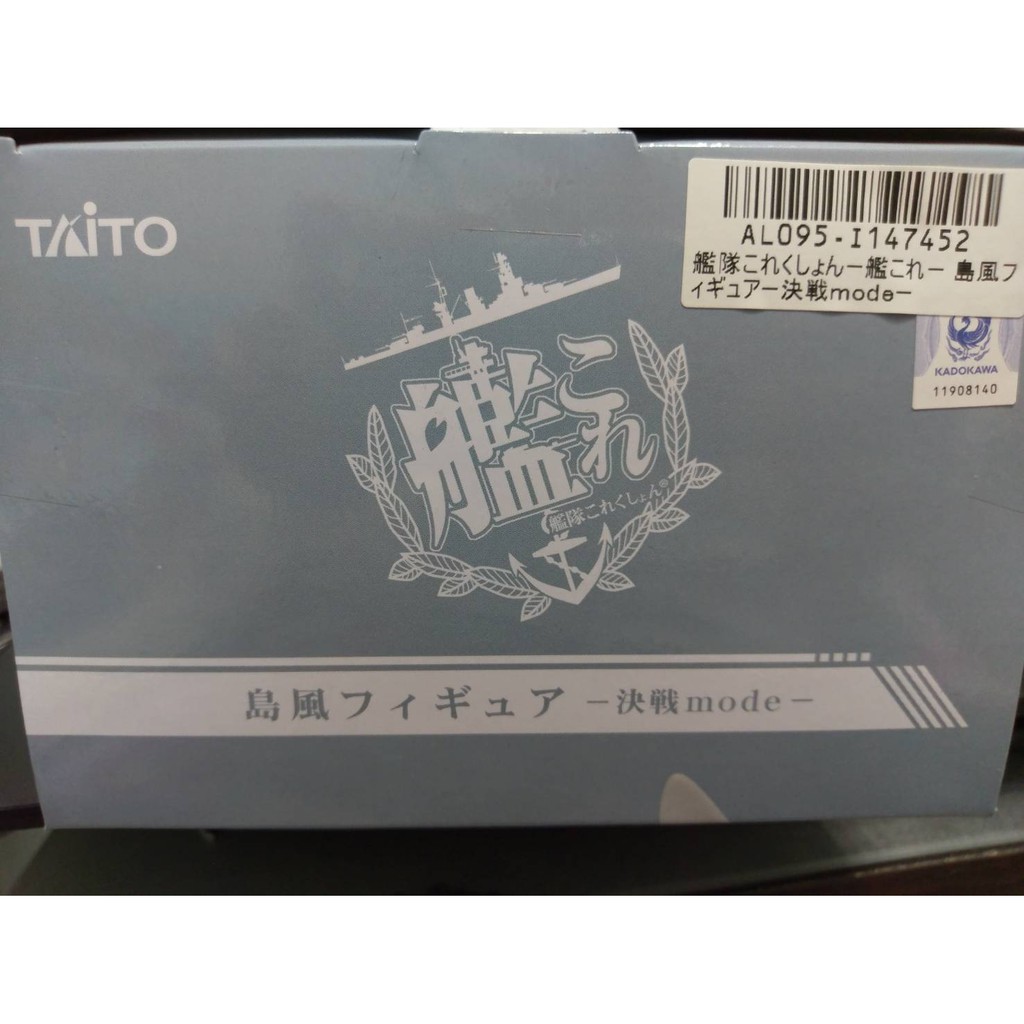 TAITO
AL095-I147452
艦隊これくしょんー艦これー 島風フ
ィギュアー決戦mode-
KADOKAWA
11908140
艦これ
艦隊これくしょん®
島風フィギュア -決戦mode-